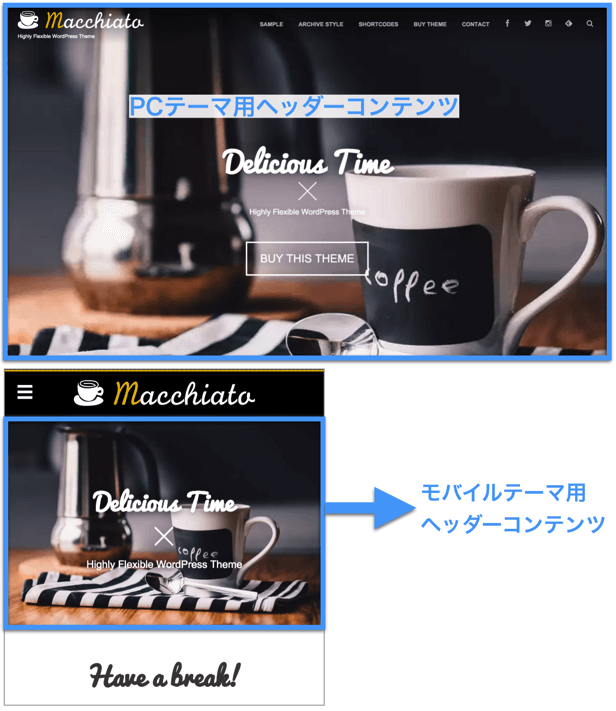 Macchiato
Highly Flexible WordPress Theme
SAMPLE ARCHIVE STYLE SHORTCODES BUY THEME CONTACT
PCテーマ用ヘッダーコンテンツ
Delicious Time
Highly Flexible WordPress Theme
BUY THIS THEME
coffee
Macchiato
Delicious Time
coffee
Highly Flexible WordPress Theme
モバイルテーマ用
ヘッダーコンテンツ
Have a break!